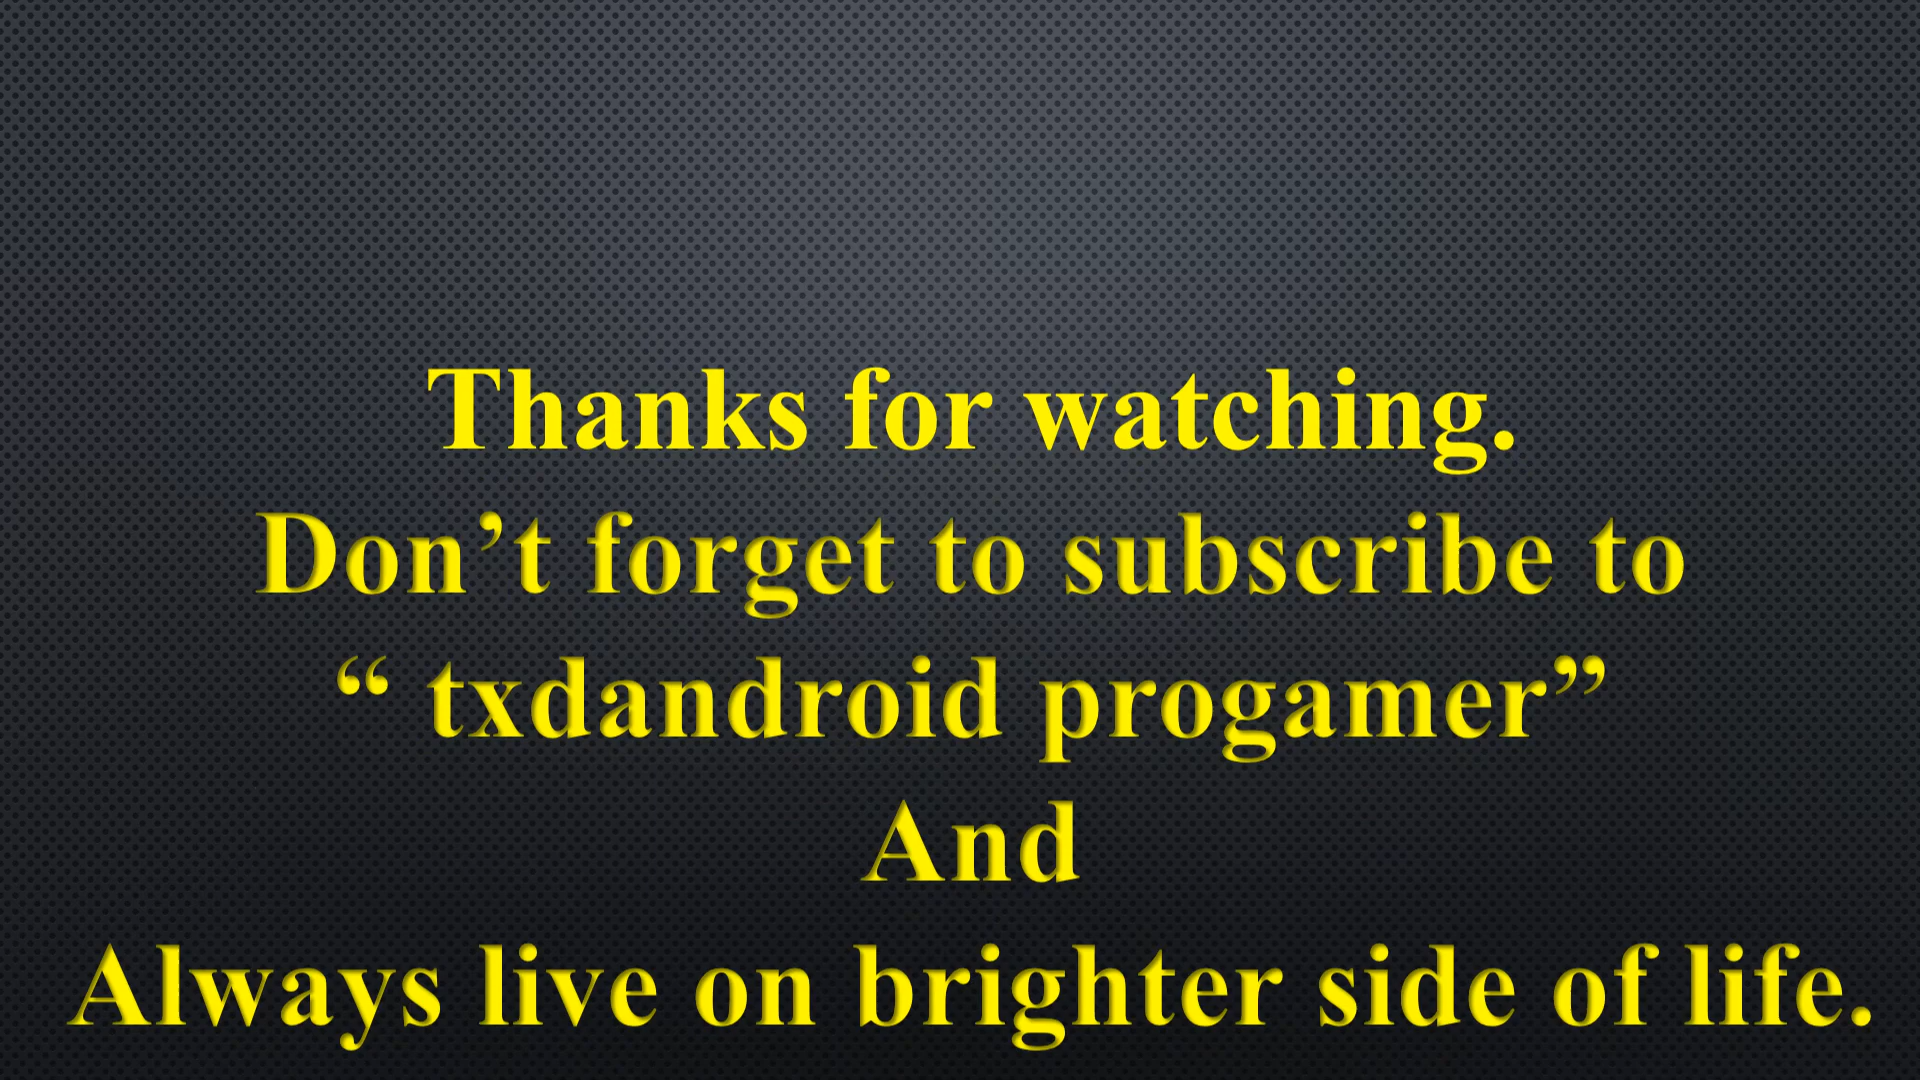 Thanks for watching.
Don’t forget to subscribe to
“ txdandroid progamer”
And
Always live on brighter side of life.